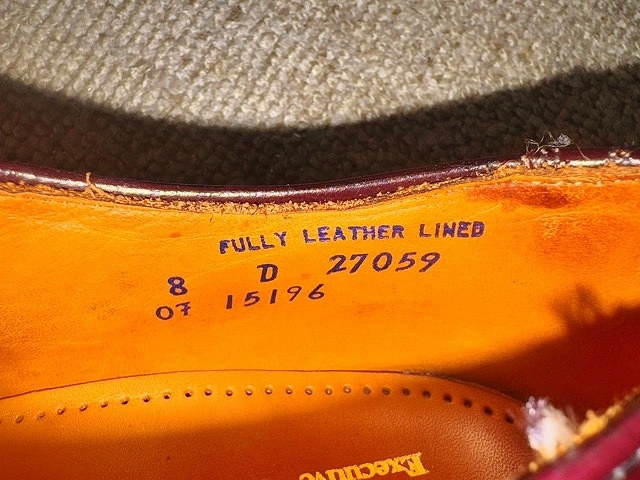 FULLY LEATHER LINED
8 D 27059
07 15196
Executive